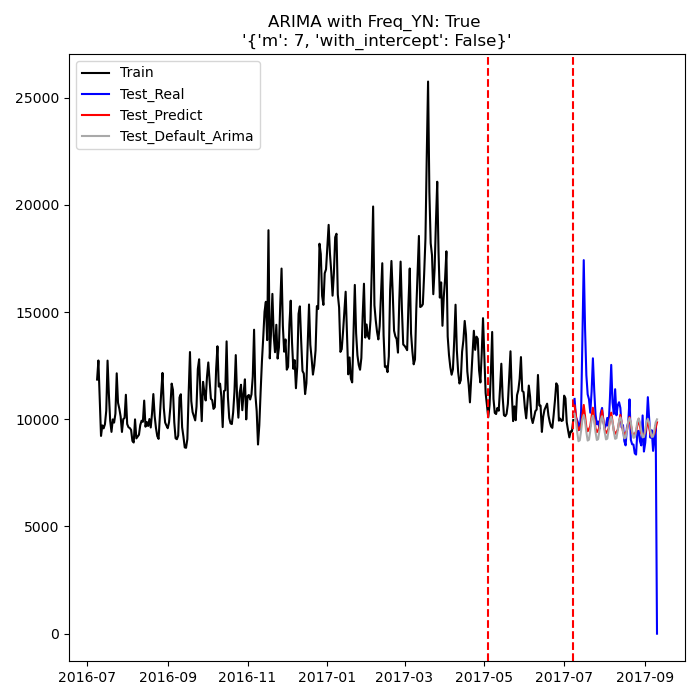 ARIMA with Freq_YN: True
'{'m': 7, 'with_intercept': False}'
Train
Test_Real
Test_Predict
Test_Default_Arima
25000
20000
15000
10000
5000
0
2016-07 2016-09 2016-11 2017-01 2017-03 2017-05 2017-07 2017-09